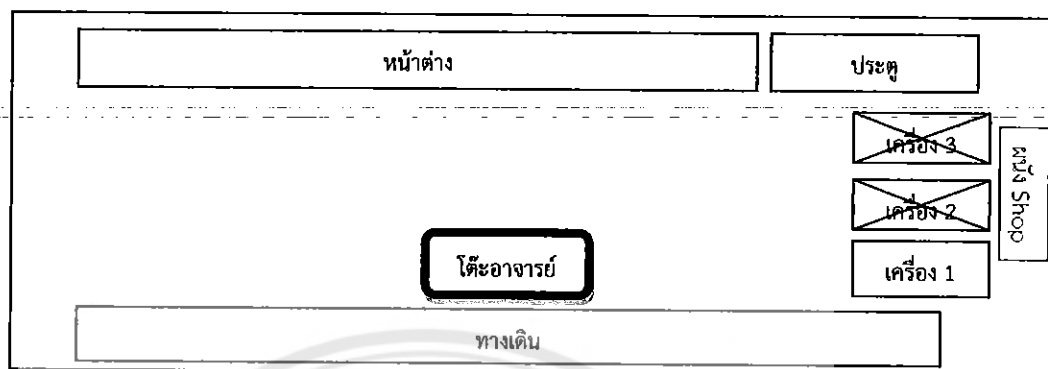 หน้าต่าง
ประตู
เครื่อง 3
ผนัง Shop
เครื่อง 2
โต๊ะอาจารย์
เครื่อง 1
ทางเดิน